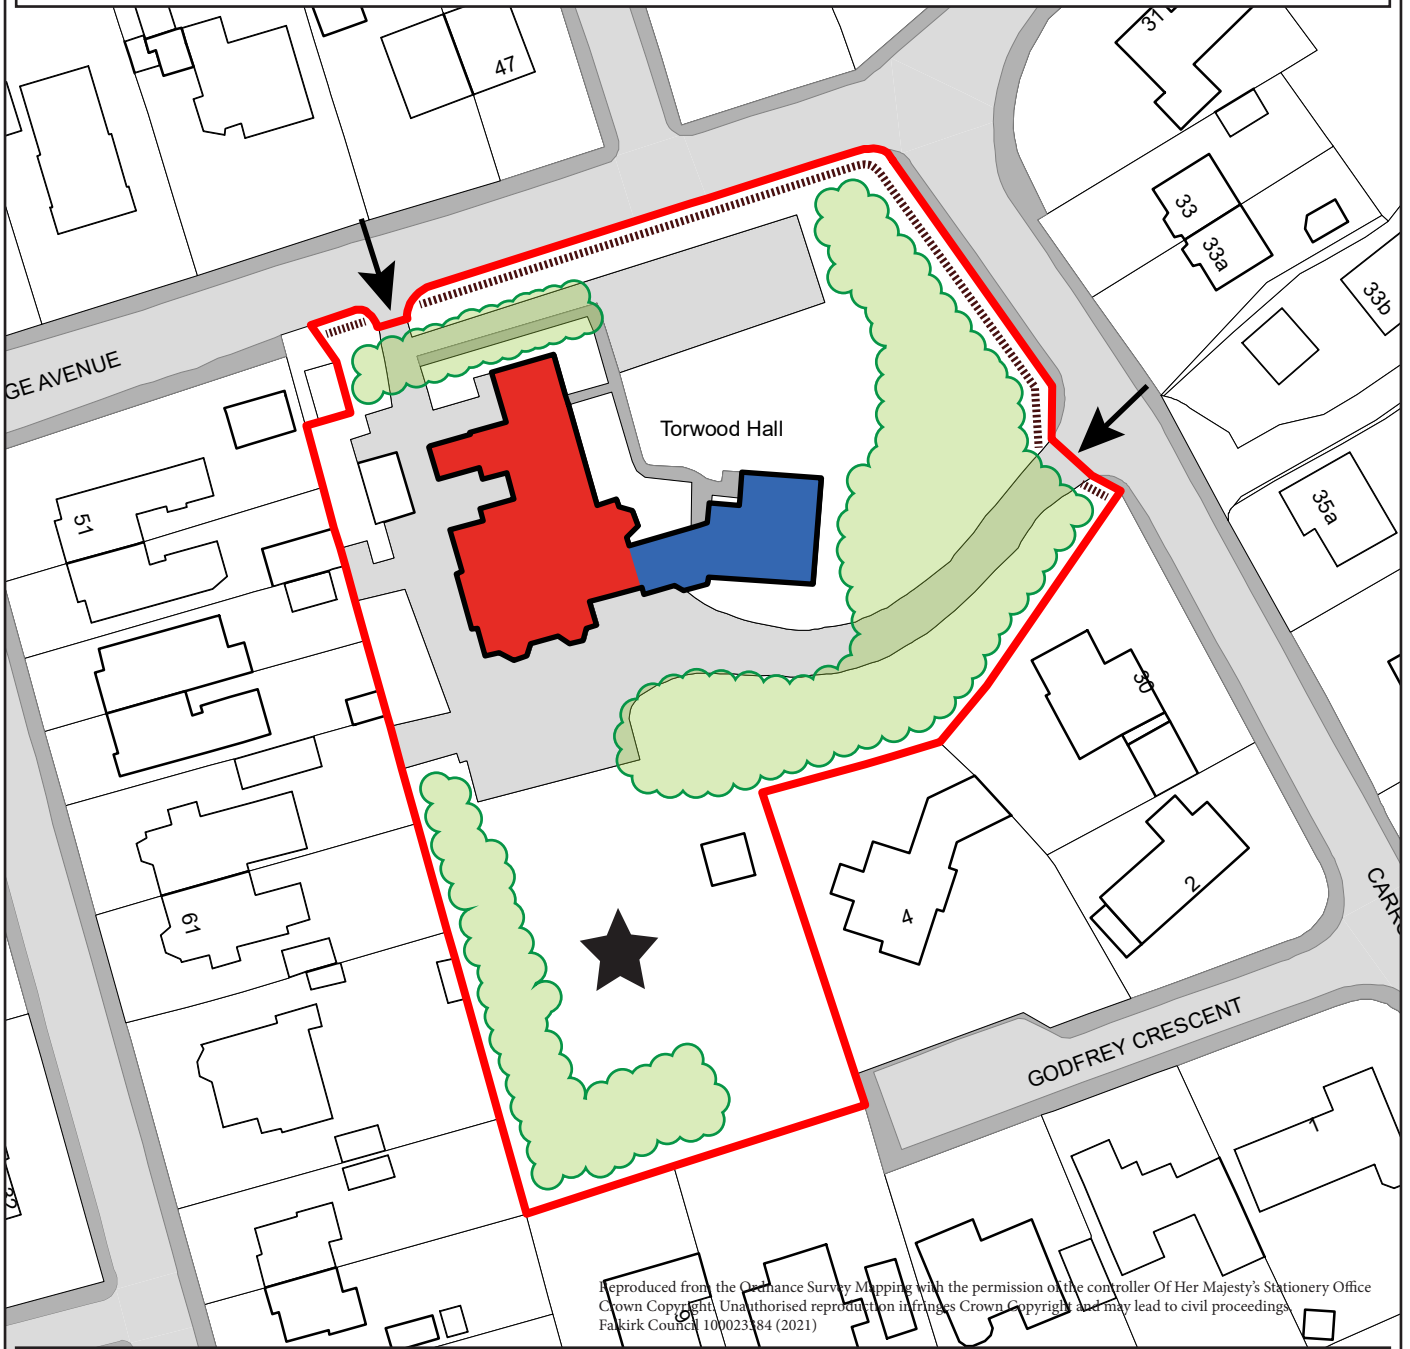 31
47
33
33a
33b
GE AVENUE
Torwood Hall
51
35a
30
2
4
CARR
61
GODFREY CRESCENT
1
32
9
Reproduced from the Ordnance Survey Mapping with the permission of the controller Of Her Majesty's Stationery Office
Crown Copyright. Unauthorised reproduction infringes Crown Copyright and may lead to civil proceedings.
Falkirk Council 100023384 (2021)